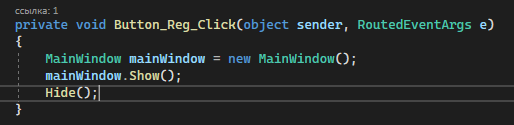 ссылка: 1
private void Button_Reg_Click(object sender, RoutedEventArgs e)
{
MainWindow mainWindow = new MainWindow();
mainWindow.Show();
Hide();
}